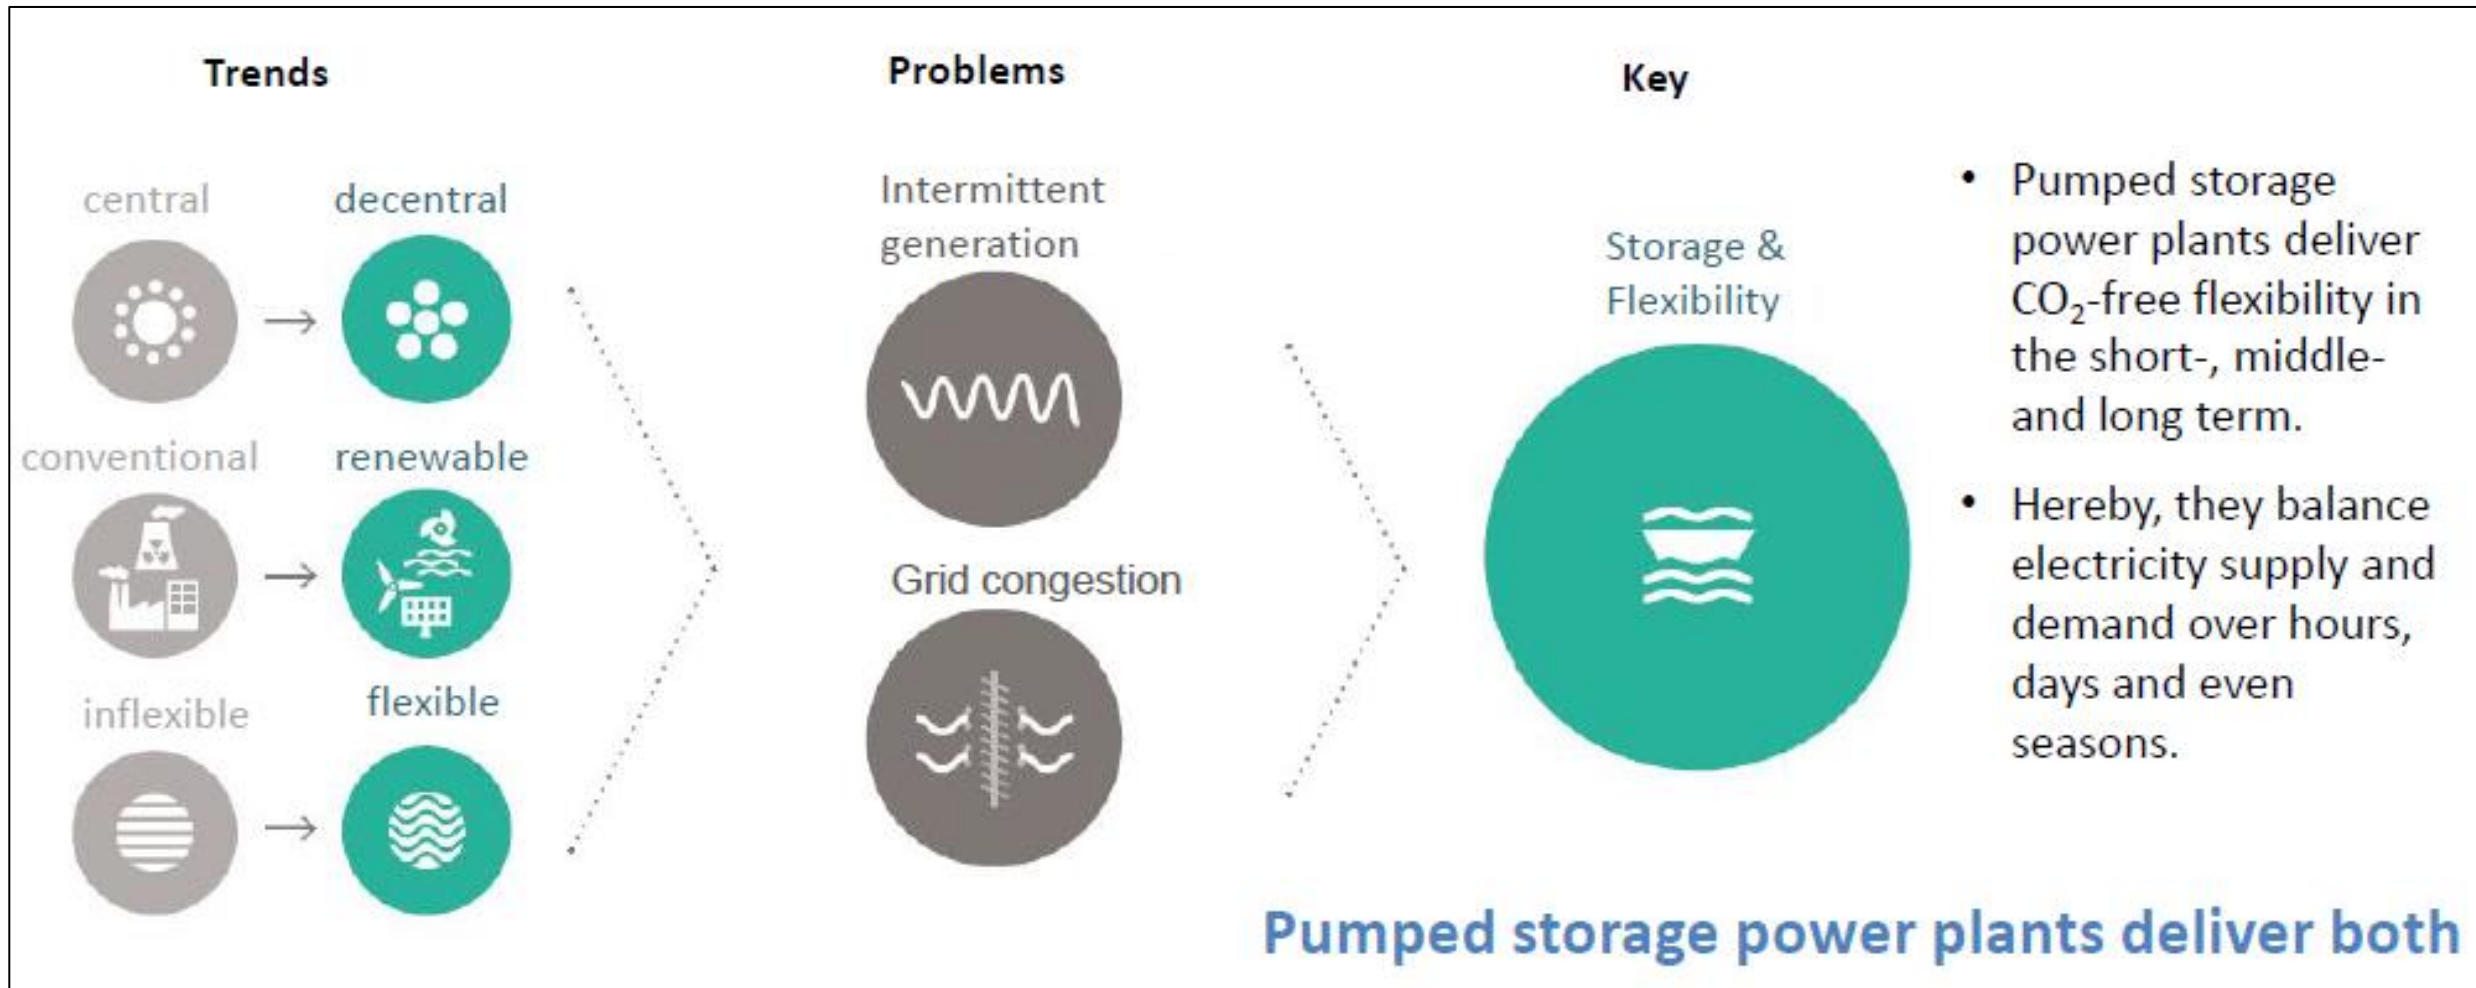 Trends
central
decentral
conventional
renewable
inflexible
flexible
Problems
Intermittent
generation
Grid congestion
Key
Storage &
Flexibility
• Pumped storage
power plants deliver
CO₂-free flexibility in
the short-, middle-
and long term.
• Hereby, they balance
electricity supply and
demand over hours,
days and even
seasons.
Pumped storage power plants deliver both